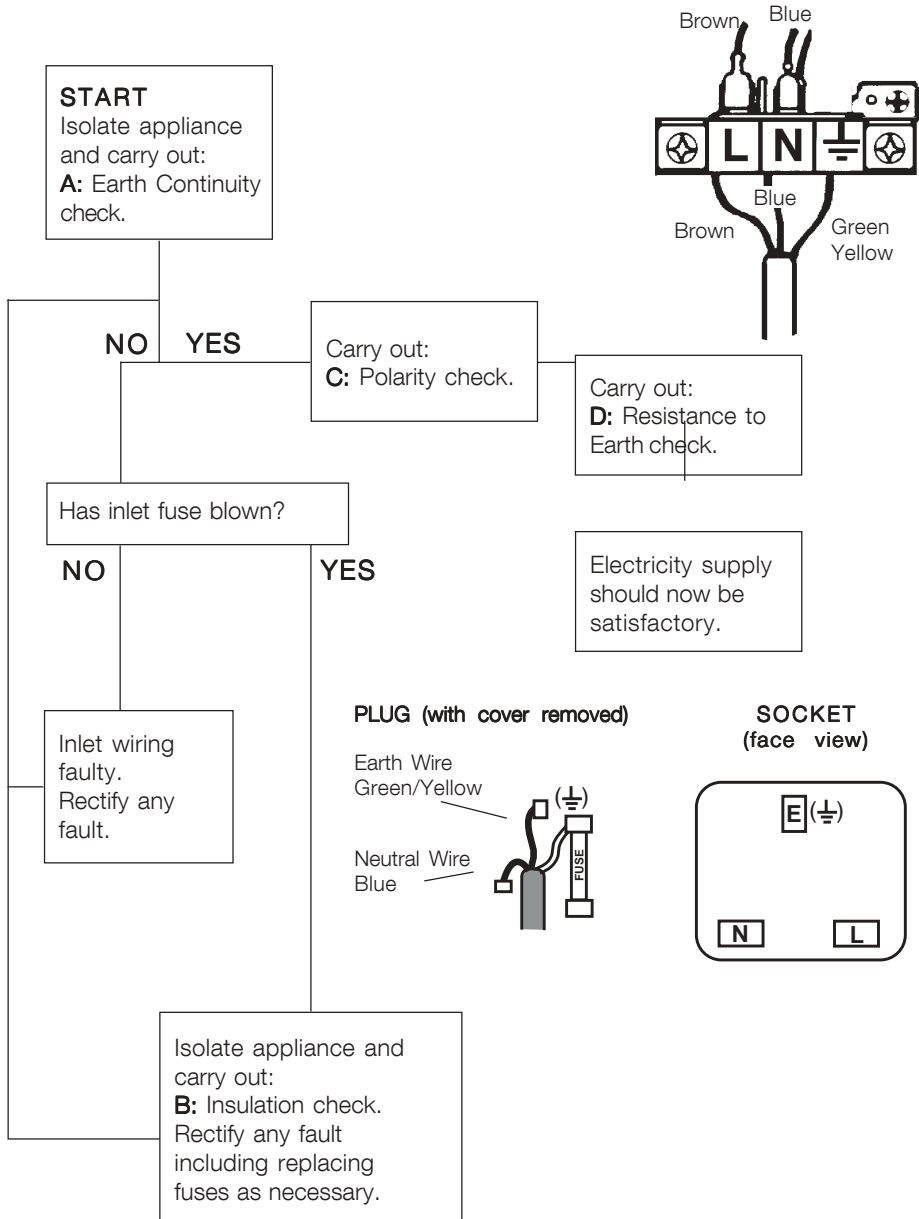 Brown
Blue
START
Isolate appliance
and carry out:
A: Earth Continuity
check.
L N
Blue
Brown
Green
Yellow
NO YES
Carry out:
C: Polarity check.
Carry out:
D: Resistance to
Earth check.
Has inlet fuse blown?
NO
YES
Electricity supply
should now be
satisfactory.
Inlet wiring
faulty.
Rectify any
fault.
PLUG (with cover removed)
Earth Wire
Green/Yellow
Neutral Wire
Blue
FUSE
SOCKET
(face view)
E
N
L
Isolate appliance and
carry out:
B: Insulation check.
Rectify any fault
including replacing
fuses as necessary.